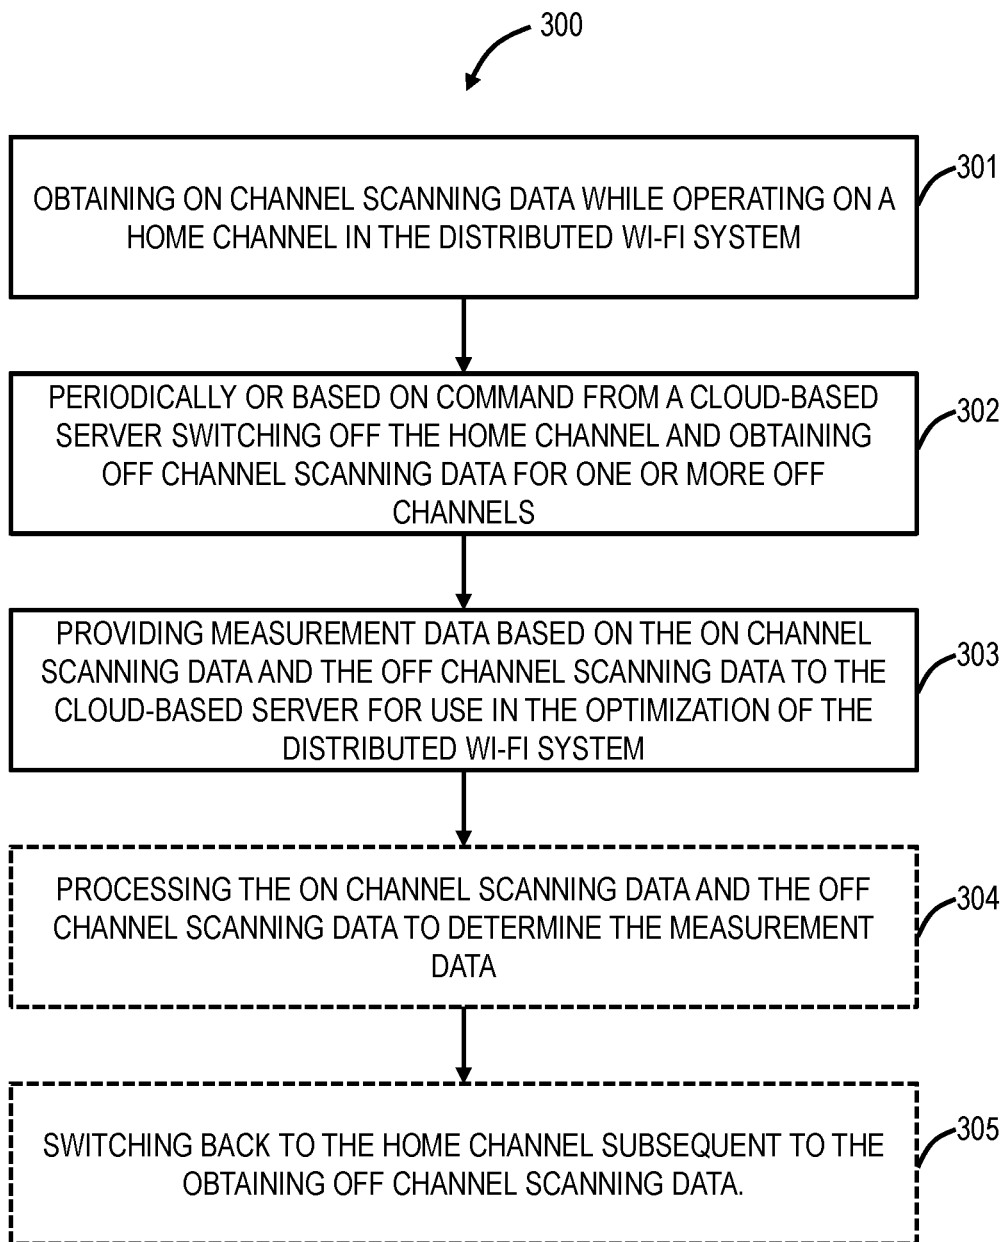 300
OBTAINING ON CHANNEL SCANNING DATA WHILE OPERATING ON A
HOME CHANNEL IN THE DISTRIBUTED WI-FI SYSTEM
301
PERIODICALLY OR BASED ON COMMAND FROM A CLOUD-BASED
SERVER SWITCHING OFF THE HOME CHANNEL AND OBTAINING
OFF CHANNEL SCANNING DATA FOR ONE OR MORE OFF
CHANNELS
302
PROVIDING MEASUREMENT DATA BASED ON THE ON CHANNEL
SCANNING DATA AND THE OFF CHANNEL SCANNING DATA TO THE
CLOUD-BASED SERVER FOR USE IN THE OPTIMIZATION OF THE
DISTRIBUTED WI-FI SYSTEM
303
PROCESSING THE ON CHANNEL SCANNING DATA AND THE OFF
CHANNEL SCANNING DATA TO DETERMINE THE MEASUREMENT
DATA
304
SWITCHING BACK TO THE HOME CHANNEL SUBSEQUENT TO THE
OBTAINING OFF CHANNEL SCANNING DATA.
305